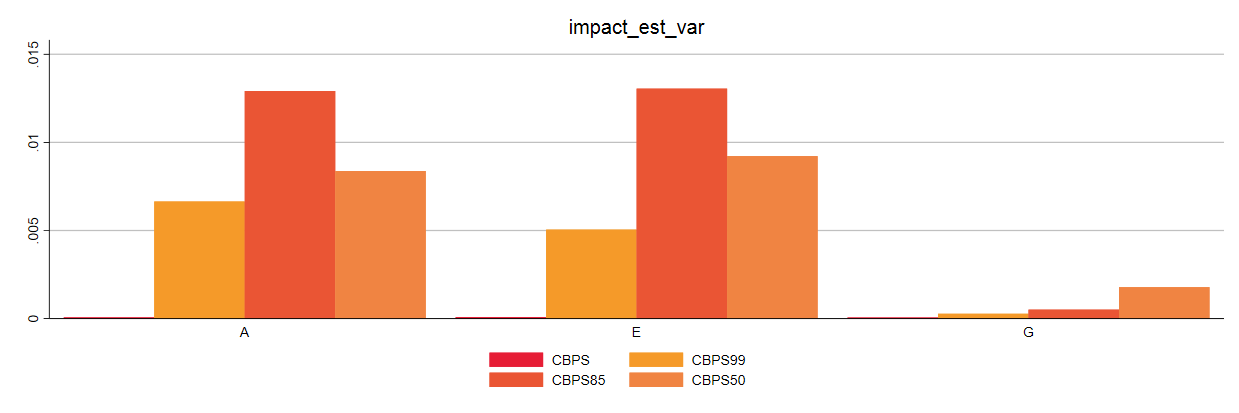 impact_est_var
.015
.01
.005
0
A E G
CBPS CBPS99
CBPS85 CBPS50